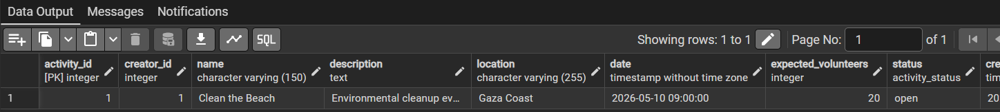 Data Output Messages Notifications
SQL Showing rows: 1 to 1 Page No: 1 of 1
activity_id creator_id name description location date expected_volunteers status cre
[PK] integer integer character varying (150) text character varying (255) timestamp without time zone integer activity_status tim
1 1 1 Clean the Beach Environmental cleanup ev... Gaza Coast 2026-05-10 09:00:00 20 open 20